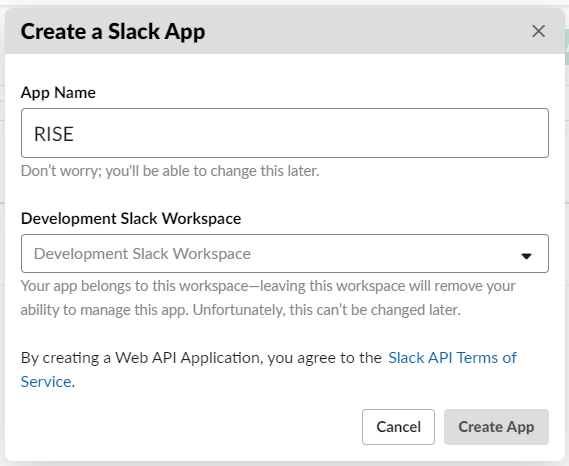 Create a Slack App
App Name
RISE
Don't worry; you'll be able to change this later.
Development Slack Workspace
Development Slack Workspace
Your app belongs to this workspace—leaving this workspace will remove your
ability to manage this app. Unfortunately, this can't be changed later.
By creating a Web API Application, you agree to the Slack API Terms of
Service.
Cancel Create App